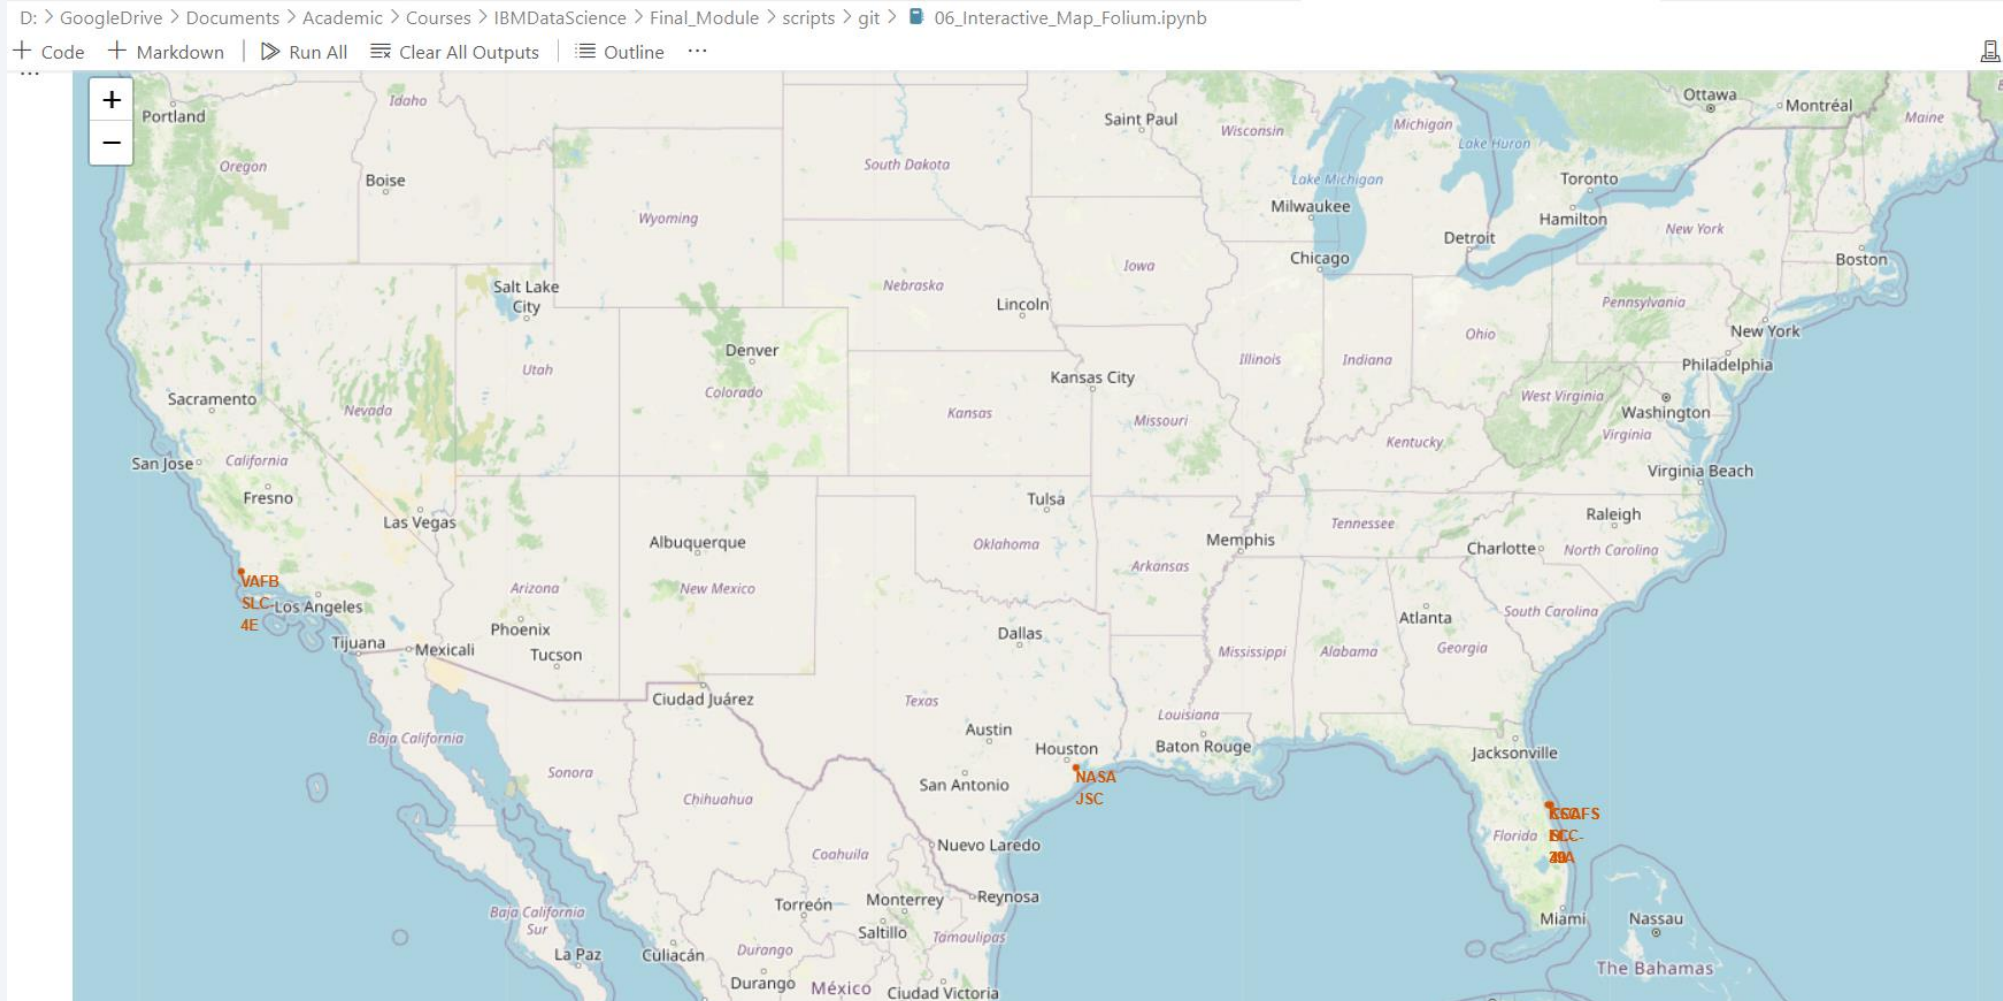 D: > GoogleDrive > Documents > Academic > Courses > IBMDataScience > Final_Module > scripts > git > 06_Interactive_Map_Folium.ipynb
+ Code + Markdown | Run All Clear All Outputs | Outline ...
...
+
−
Portland
Idaho
Ottawa
Montréal
Saint Paul
Wisconsin
Michigan
Maine
Lake Huron
Oregon
South Dakota
Boise
Lake Michigan
Toronto
Milwaukee
Wyoming
Hamilton
New York
Detroit
Chicago
Boston
Iowa
Salt Lake
City
Nebraska
Lincoln
Pennsylvania
New York
Ohio
Denver
Illinois
Indiana
Philadelphia
Utah
Kansas City
Colorado
Sacramento
Nevada
Kansas
Missouri
West Virginia
Washington
Kentucky
Virginia
San Jose
California
Virginia Beach
Fresno
Tulsa
Las Vegas
Raleigh
Tennessee
Albuquerque
Oklahoma
Memphis
Charlotte
North Carolina
Arkansas
VAFB
SLC-
4E
Los Angeles
Arizona
New Mexico
Atlanta
South Carolina
Phoenix
Dallas
Tijuana
Mexicali
Tucson
Mississippi
Alabama
Georgia
Ciudad Juárez
Texas
Louisiana
Austin
Baja California
Houston
Baton Rouge
Jacksonville
Sonora
NASA
JSC
San Antonio
Chihuahua
Florida
Nuevo Laredo
Coahuila
Reynosa
Torreón
Monterrey
Baja California
Sur
Miami
Nassau
Saltillo
Tamaulipas
La Paz
Culiacán
Durango
The Bahamas
Durango
México
Ciudad Victoria